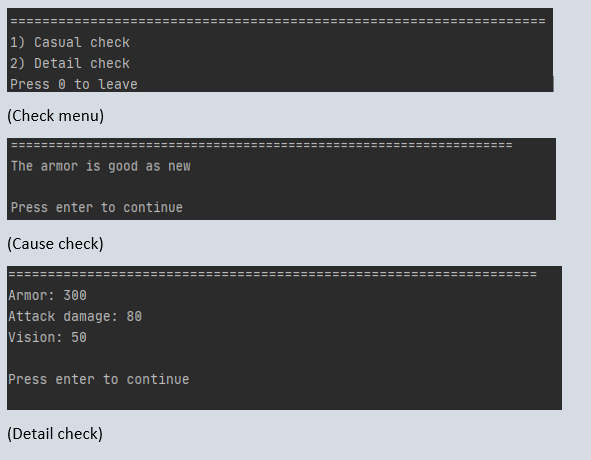 ======================================================================
1) Casual check
2) Detail check
Press 0 to leave
(Check menu)
======================================================================
The armor is good as new
Press enter to continue
(Cause check)
======================================================================
Armor: 300
Attack damage: 80
Vision: 50
Press enter to continue
(Detail check)